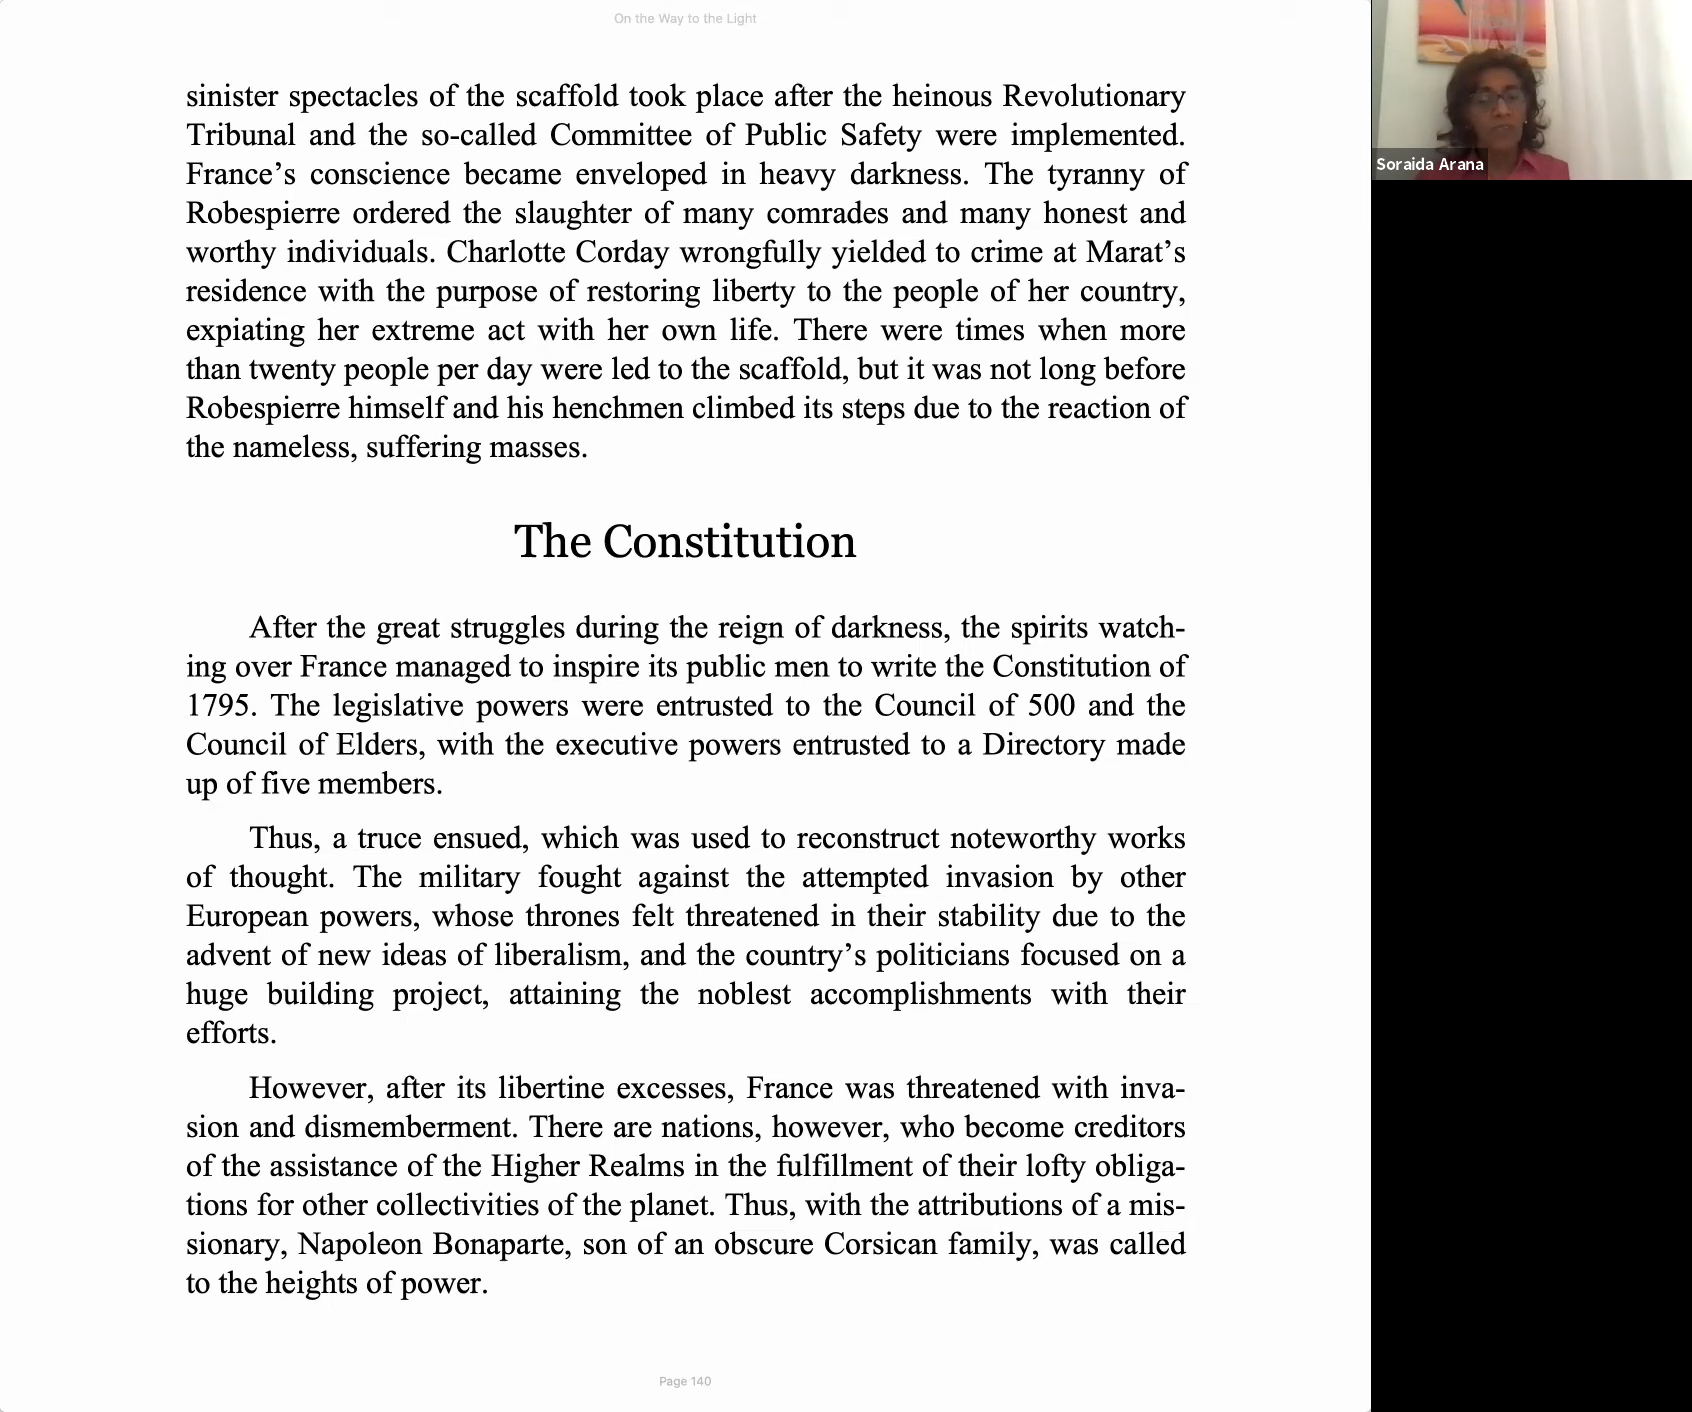 On the Way to the Light
sinister spectacles of the scaffold took place after the heinous Revolutionary
Tribunal and the so-called Committee of Public Safety were implemented.
France’s conscience became enveloped in heavy darkness. The tyranny of
Robespierre ordered the slaughter of many comrades and many honest and
worthy individuals. Charlotte Corday wrongfully yielded to crime at Marat’s
residence with the purpose of restoring liberty to the people of her country,
expiating her extreme act with her own life. There were times when more
than twenty people per day were led to the scaffold, but it was not long before
Robespierre himself and his henchmen climbed its steps due to the reaction of
the nameless, suffering masses.
The Constitution
After the great struggles during the reign of darkness, the spirits watch-
ing over France managed to inspire its public men to write the Constitution of
1795. The legislative powers were entrusted to the Council of 500 and the
Council of Elders, with the executive powers entrusted to a Directory made
up of five members.
Thus, a truce ensued, which was used to reconstruct noteworthy works
of thought. The military fought against the attempted invasion by other
European powers, whose thrones felt threatened in their stability due to the
advent of new ideas of liberalism, and the country’s politicians focused on a
huge building project, attaining the noblest accomplishments with their
efforts.
However, after its libertine excesses, France was threatened with inva-
sion and dismemberment. There are nations, however, who become creditors
of the assistance of the Higher Realms in the fulfillment of their lofty obliga-
tions for other collectivities of the planet. Thus, with the attributions of a mis-
sionary, Napoleon Bonaparte, son of an obscure Corsican family, was called
to the heights of power.
Page 140
Soraida Arana